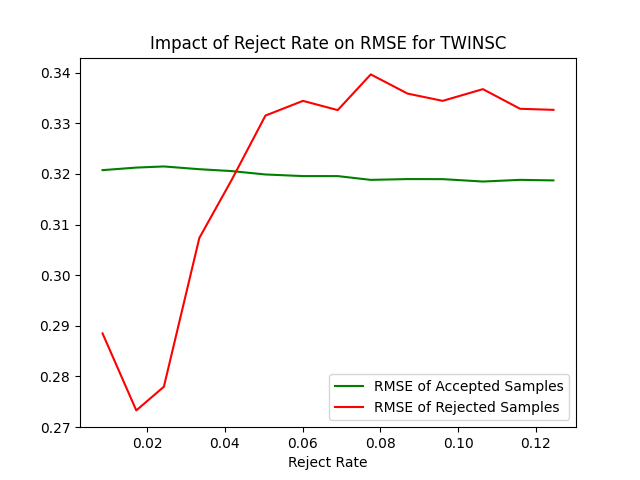 Impact of Reject Rate on RMSE for TWINSC
0.34
0.33
0.32
0.31
0.30
0.29
0.28
0.27
RMSE of Accepted Samples
RMSE of Rejected Samples
0.02 0.04 0.06 0.08 0.10 0.12
Reject Rate